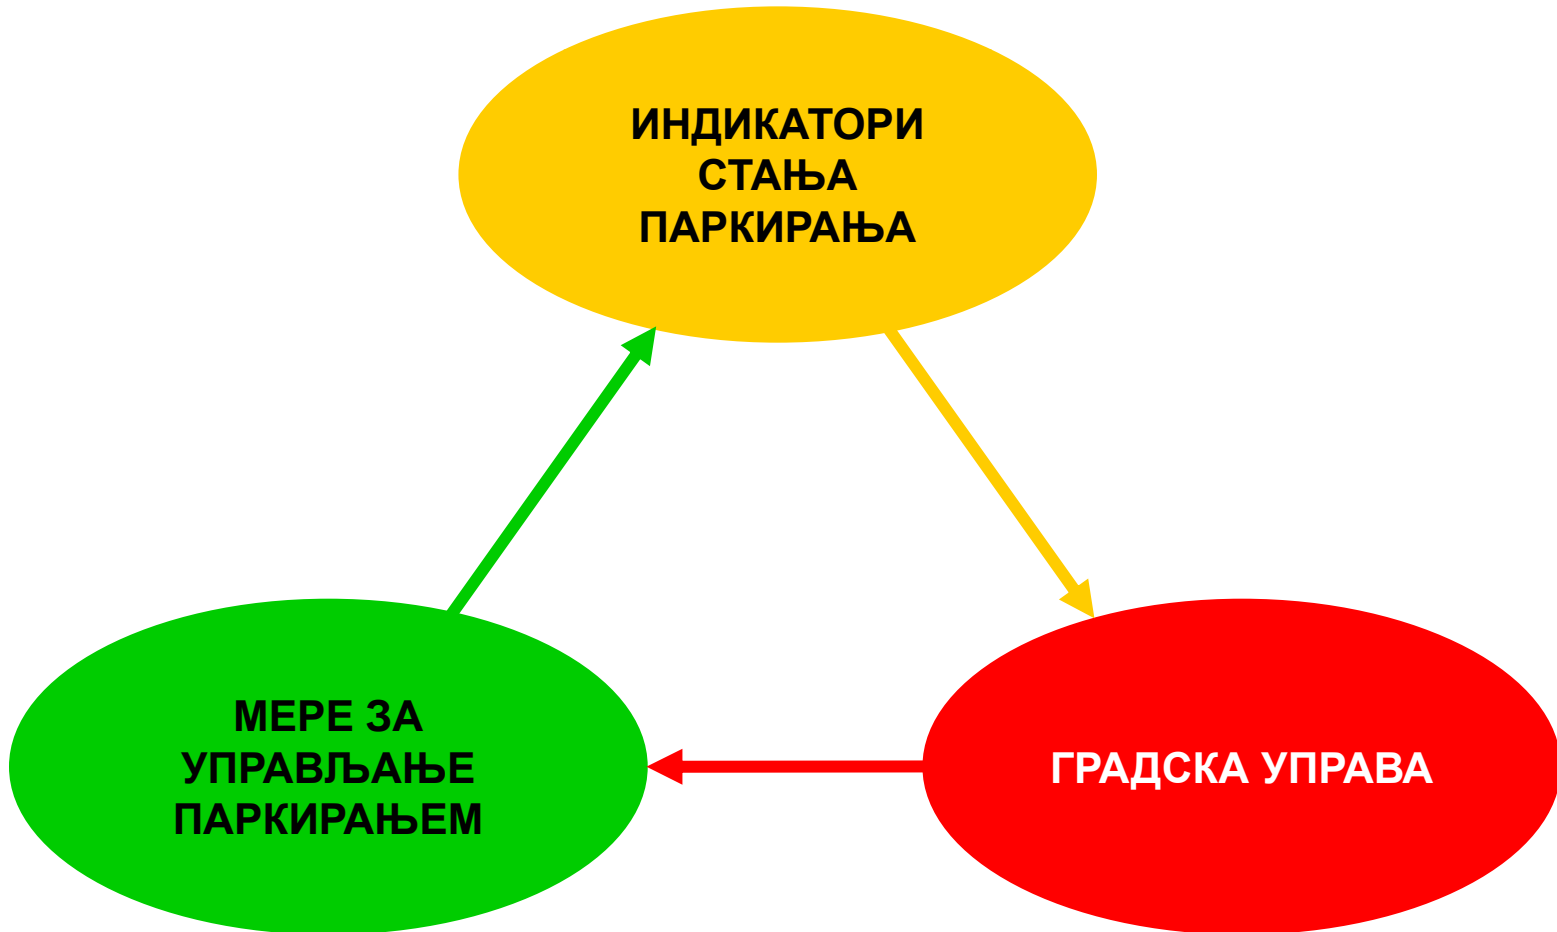 ИНДИКАТОРИ
СТАЊА
ПАРКИРАЊА
МЕРЕ ЗА
УПРАВЉАЊЕ
ПАРКИРАЊЕМ
ГРАДСКА УПРАВА